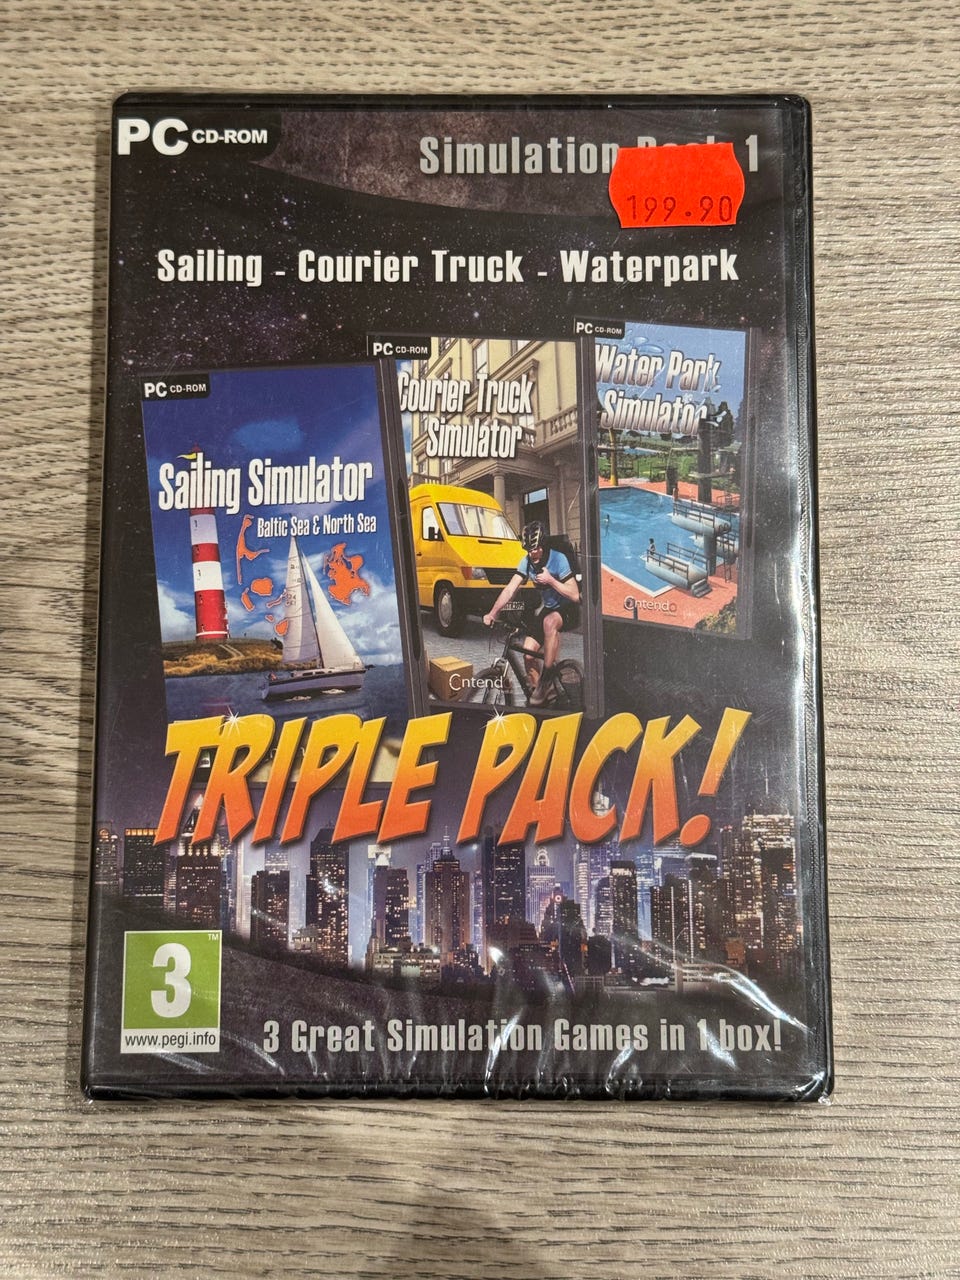 PC CD-ROM
Simulation 1
199.90
Sailing - Courier Truck - Waterpark
PC CD-ROM
Sailing Simulator
Baltic Sea & North Sea
PC CD-ROM
Courier Truck
Simulator
PC CD-ROM
Water Park
Simulator
TRIPLE PACK!
3
TM
www.pegi.info
3 Great Simulation Games in 1 box!